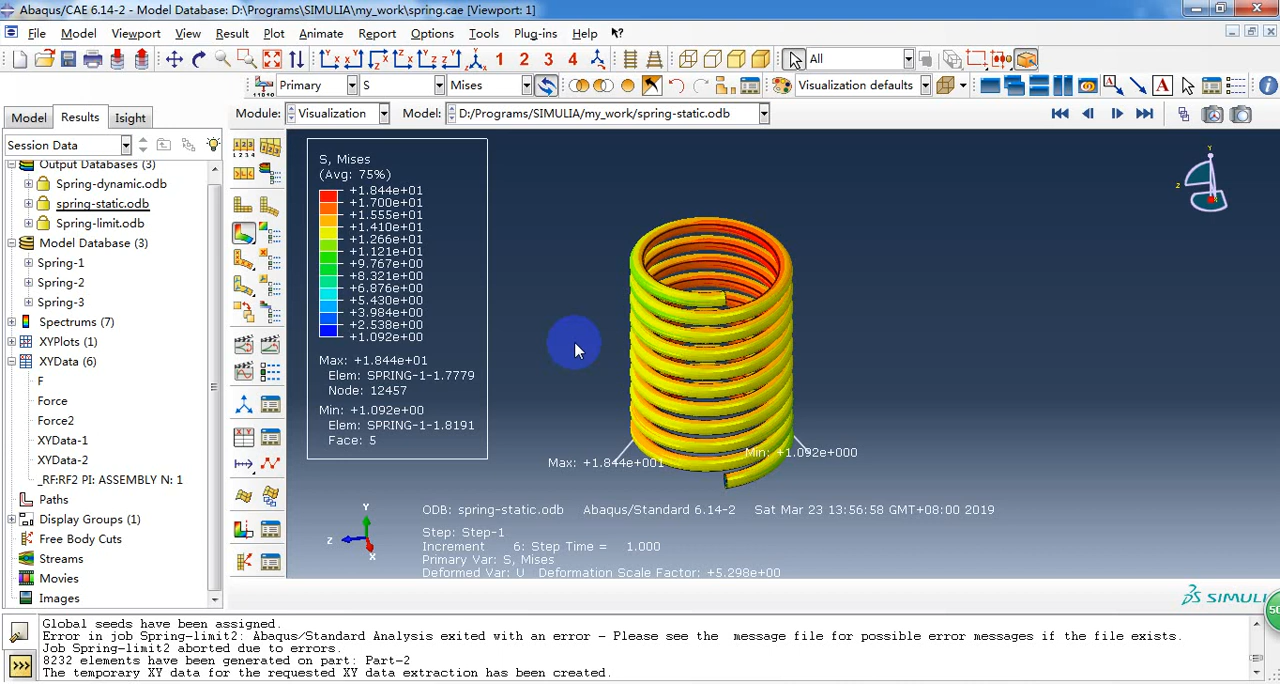 Abaqus/CAE 6.14-2 - Model Database: D:\Programs\SIMULIA\my_work\spring.cae [Viewport: 1]
File Model Viewport View Result Plot Animate Report Options Tools Plug-ins Help
1 2 3 4 All
Primary S Mises Visualization defaults
Model Results Isight
Module: Visualization Model: D:/Programs/SIMULIA/my_work/spring-static.odb
Session Data
Output Databases (3)
Spring-dynamic.odb
spring-static.odb
Spring-limit.odb
Model Database (3)
Spring-1
Spring-2
Spring-3
Spectrums (7)
XYPlots (1)
XYData (6)
F
Force
Force2
XYData-1
XYData-2
_RF:RF2 PI: ASSEMBLY N: 1
Paths
Display Groups (1)
Free Body Cuts
Streams
Movies
Images
S, Mises
(Avg: 75%)
+1.844e+01
+1.700e+01
+1.555e+01
+1.410e+01
+1.266e+01
+1.121e+01
+9.767e+00
+8.321e+00
+6.876e+00
+5.430e+00
+3.984e+00
+2.538e+00
+1.092e+00
Max: +1.844e+01
Elem: SPRING-1-1.7779
Node: 12457
Min: +1.092e+00
Elem: SPRING-1-1.8191
Face: 5
Min: +1.092e+000
Max: +1.844e+001
Y
Z
X
Y
Z
ODB: spring-static.odb Abaqus/Standard 6.14-2 Sat Mar 23 13:56:58 GMT+08:00 2019
Step: Step-1
Increment 6: Step Time = 1.000
Primary Var: S, Mises
Deformed Var: U Deformation Scale Factor: +5.298e+00
SIMULI
Global seeds have been assigned.
Error in job Spring-limit2: Abaqus/Standard Analysis exited with an error - Please see the message file for possible error messages if the file exists.
Job Spring-limit2 aborted due to errors.
8232 elements have been generated on part: Part-2
The temporary XY data for the requested XY data extraction has been created.